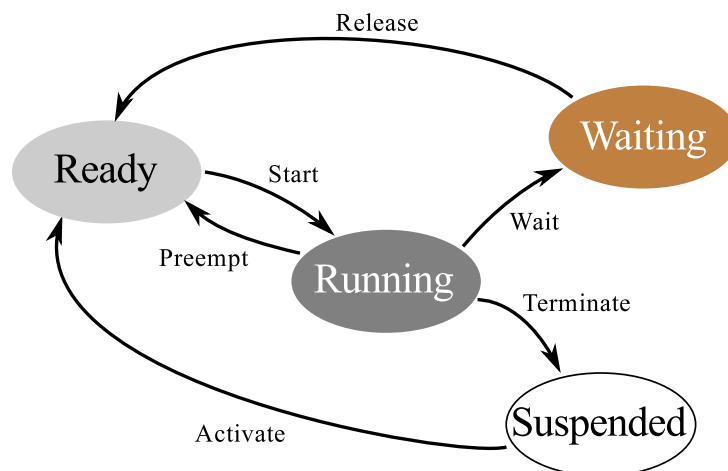 Release
Waiting
Ready
Start
Wait
Preempt
Running
Terminate
Suspended
Activate